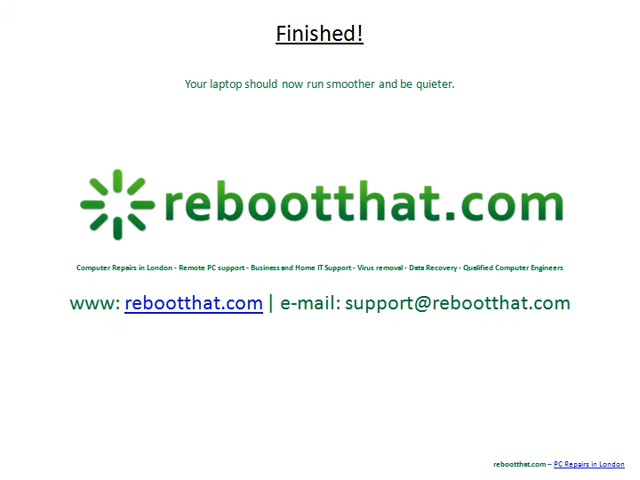 Finished!
Your laptop should now run smoother and be quieter.
rebootthat.com
Computer Repairs in London - Remote PC support - Business and Home IT Support - Virus removal - Data Recovery - Qualified Computer Engineers
www: rebootthat.com | e-mail: support@rebootthat.com
rebootthat.com – PC Repairs in London